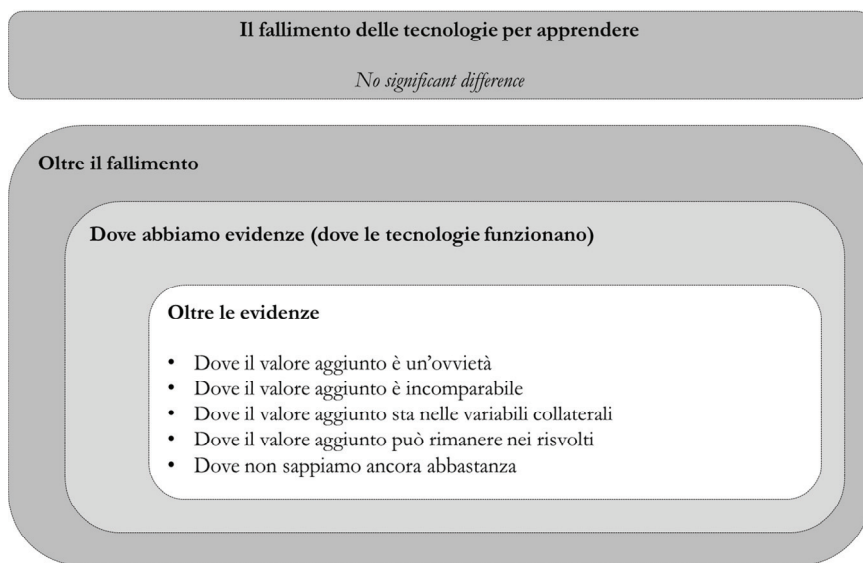 Il fallimento delle tecnologie per apprendere
No significant difference
Oltre il fallimento
Dove abbiamo evidenze (dove le tecnologie funzionano)
Oltre le evidenze
• Dove il valore aggiunto è un'ovvietà
• Dove il valore aggiunto è incomparabile
• Dove il valore aggiunto sta nelle variabili collaterali
• Dove il valore aggiunto può rimanere nei risvolti
• Dove non sappiamo ancora abbastanza